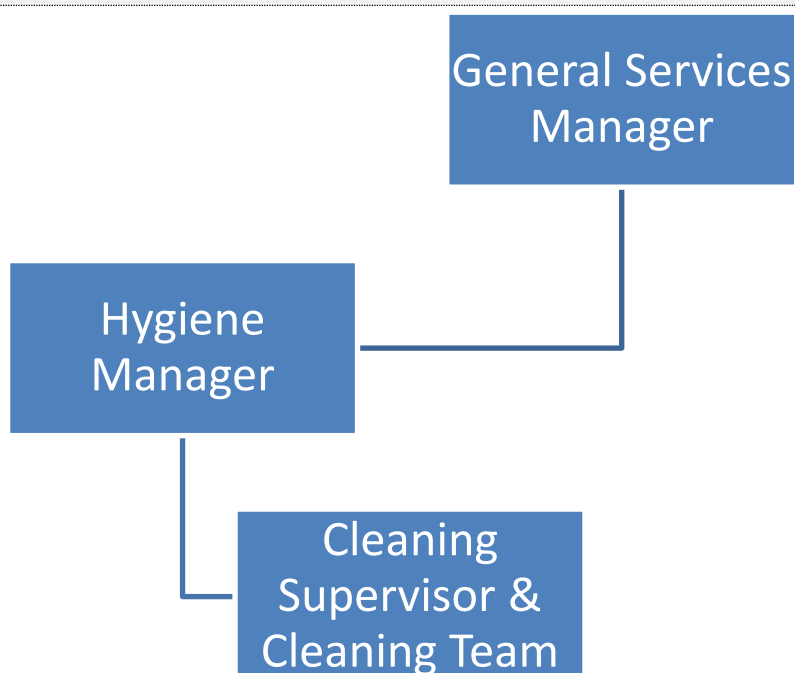 General Services
Manager
Hygiene
Manager
Cleaning
Supervisor &
Cleaning Team